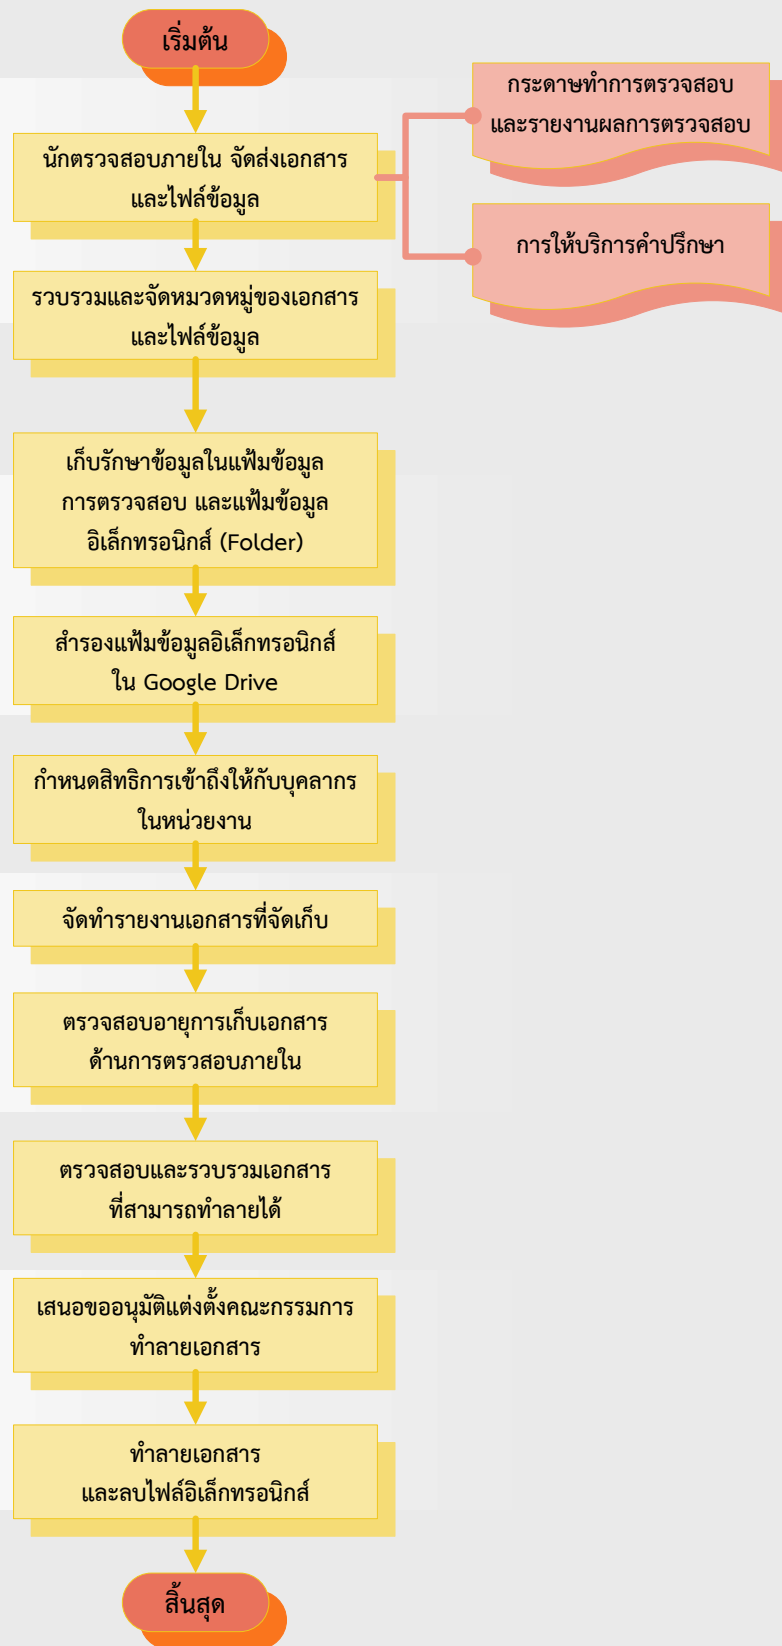 เริ่มต้น
นักตรวจสอบภายใน จัดส่งเอกสาร
และไฟล์ข้อมูล
กระดาษทำการตรวจสอบ
และรายงานผลการตรวจสอบ
การให้บริการคำปรึกษา
รวบรวมและจัดหมวดหมู่ของเอกสาร
และไฟล์ข้อมูล
เก็บรักษาข้อมูลในแฟ้มข้อมูล
การตรวจสอบ และแฟ้มข้อมูล
อิเล็กทรอนิกส์ (Folder)
สำรองแฟ้มข้อมูลอิเล็กทรอนิกส์
ใน Google Drive
กำหนดสิทธิการเข้าถึงให้กับบุคลากร
ในหน่วยงาน
จัดทำรายงานเอกสารที่จัดเก็บ
ตรวจสอบอายุการเก็บเอกสาร
ด้านการตรวสอบภายใน
ตรวจสอบและรวบรวมเอกสาร
ที่สามารถทำลายได้
เสนอขออนุมัติแต่งตั้งคณะกรรมการ
ทำลายเอกสาร
ทำลายเอกสาร
และลบไฟล์อิเล็กทรอนิกส์
สิ้นสุด